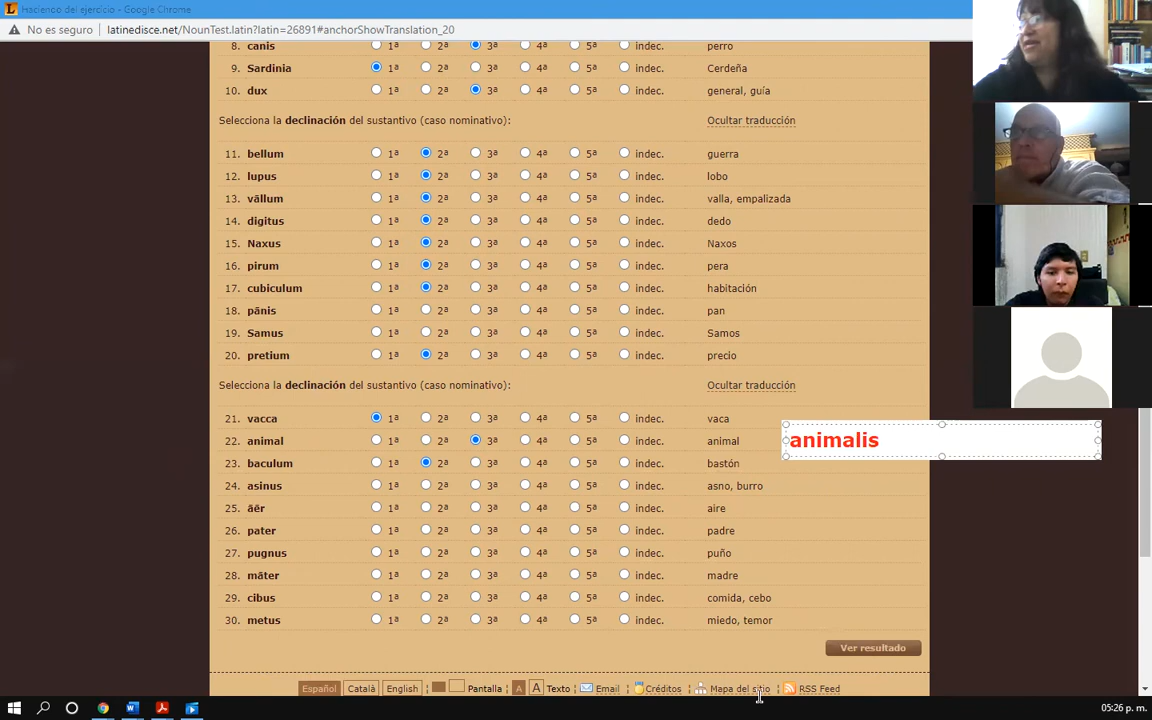 Haciendo del ejercicio - Google Chrome
No es seguro latinedisce.net/NounTest.latin?latin=26891#anchorShowTranslation_20
8. canis 1ª 2ª 3ª 4ª 5ª indec. perro
9. Sardinia 1ª 2ª 3ª 4ª 5ª indec. Cerdeña
10. dux 1ª 2ª 3ª 4ª 5ª indec. general, guía
Selecciona la declinación del sustantivo (caso nominativo): Ocultar traducción
11. bellum 1ª 2ª 3ª 4ª 5ª indec. guerra
12. lupus 1ª 2ª 3ª 4ª 5ª indec. lobo
13. vāllum 1ª 2ª 3ª 4ª 5ª indec. valla, empalizada
14. digitus 1ª 2ª 3ª 4ª 5ª indec. dedo
15. Naxus 1ª 2ª 3ª 4ª 5ª indec. Naxos
16. pirum 1ª 2ª 3ª 4ª 5ª indec. pera
17. cubiculum 1ª 2ª 3ª 4ª 5ª indec. habitación
18. pānis 1ª 2ª 3ª 4ª 5ª indec. pan
19. Samus 1ª 2ª 3ª 4ª 5ª indec. Samos
20. pretium 1ª 2ª 3ª 4ª 5ª indec. precio
Selecciona la declinación del sustantivo (caso nominativo): Ocultar traducción
21. vacca 1ª 2ª 3ª 4ª 5ª indec. vaca
22. animal 1ª 2ª 3ª 4ª 5ª indec. animal animalis
23. baculum 1ª 2ª 3ª 4ª 5ª indec. bastón
24. asinus 1ª 2ª 3ª 4ª 5ª indec. asno, burro
25. āēr 1ª 2ª 3ª 4ª 5ª indec. aire
26. pater 1ª 2ª 3ª 4ª 5ª indec. padre
27. pugnus 1ª 2ª 3ª 4ª 5ª indec. puño
28. māter 1ª 2ª 3ª 4ª 5ª indec. madre
29. cibus 1ª 2ª 3ª 4ª 5ª indec. comida, cebo
30. metus 1ª 2ª 3ª 4ª 5ª indec. miedo, temor
Ver resultado
Español Català English Pantalla A A Texto Email Créditos Mapa del sitio RSS Feed
05:26 p. m.